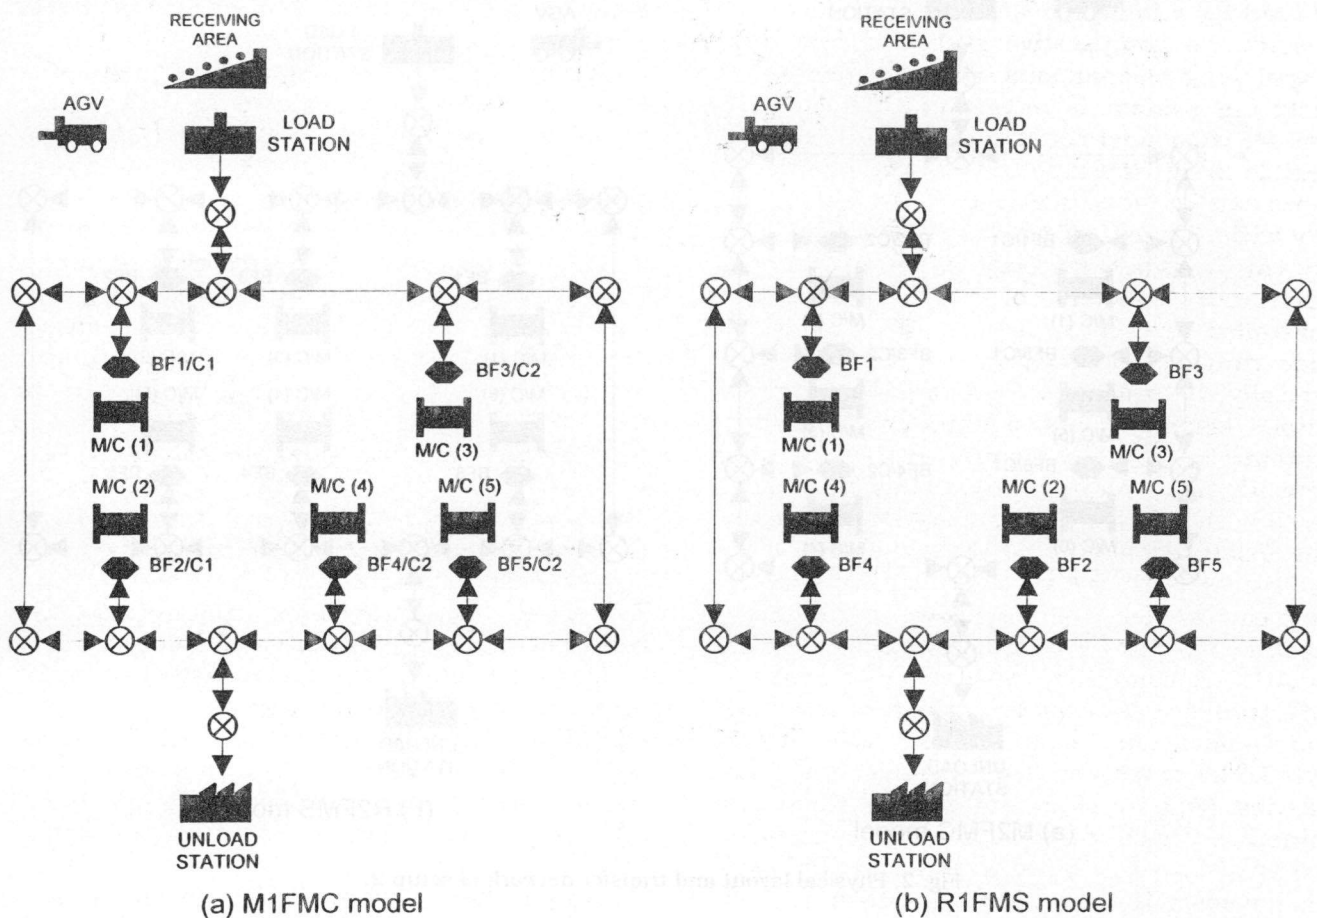 RECEIVING
AREA
AGV
LOAD
STATION
BF1/C1
BF3/C2
M/C (1)
M/C (3)
M/C (2)
M/C (4)
M/C (5)
BF2/C1
BF4/C2
BF5/C2
UNLOAD
STATION
(a) M1FMC model
RECEIVING
AREA
AGV
LOAD
STATION
BF1
BF3
M/C (1)
M/C (3)
M/C (4)
M/C (2)
M/C (5)
BF4
BF2
BF5
UNLOAD
STATION
(b) R1FMS model